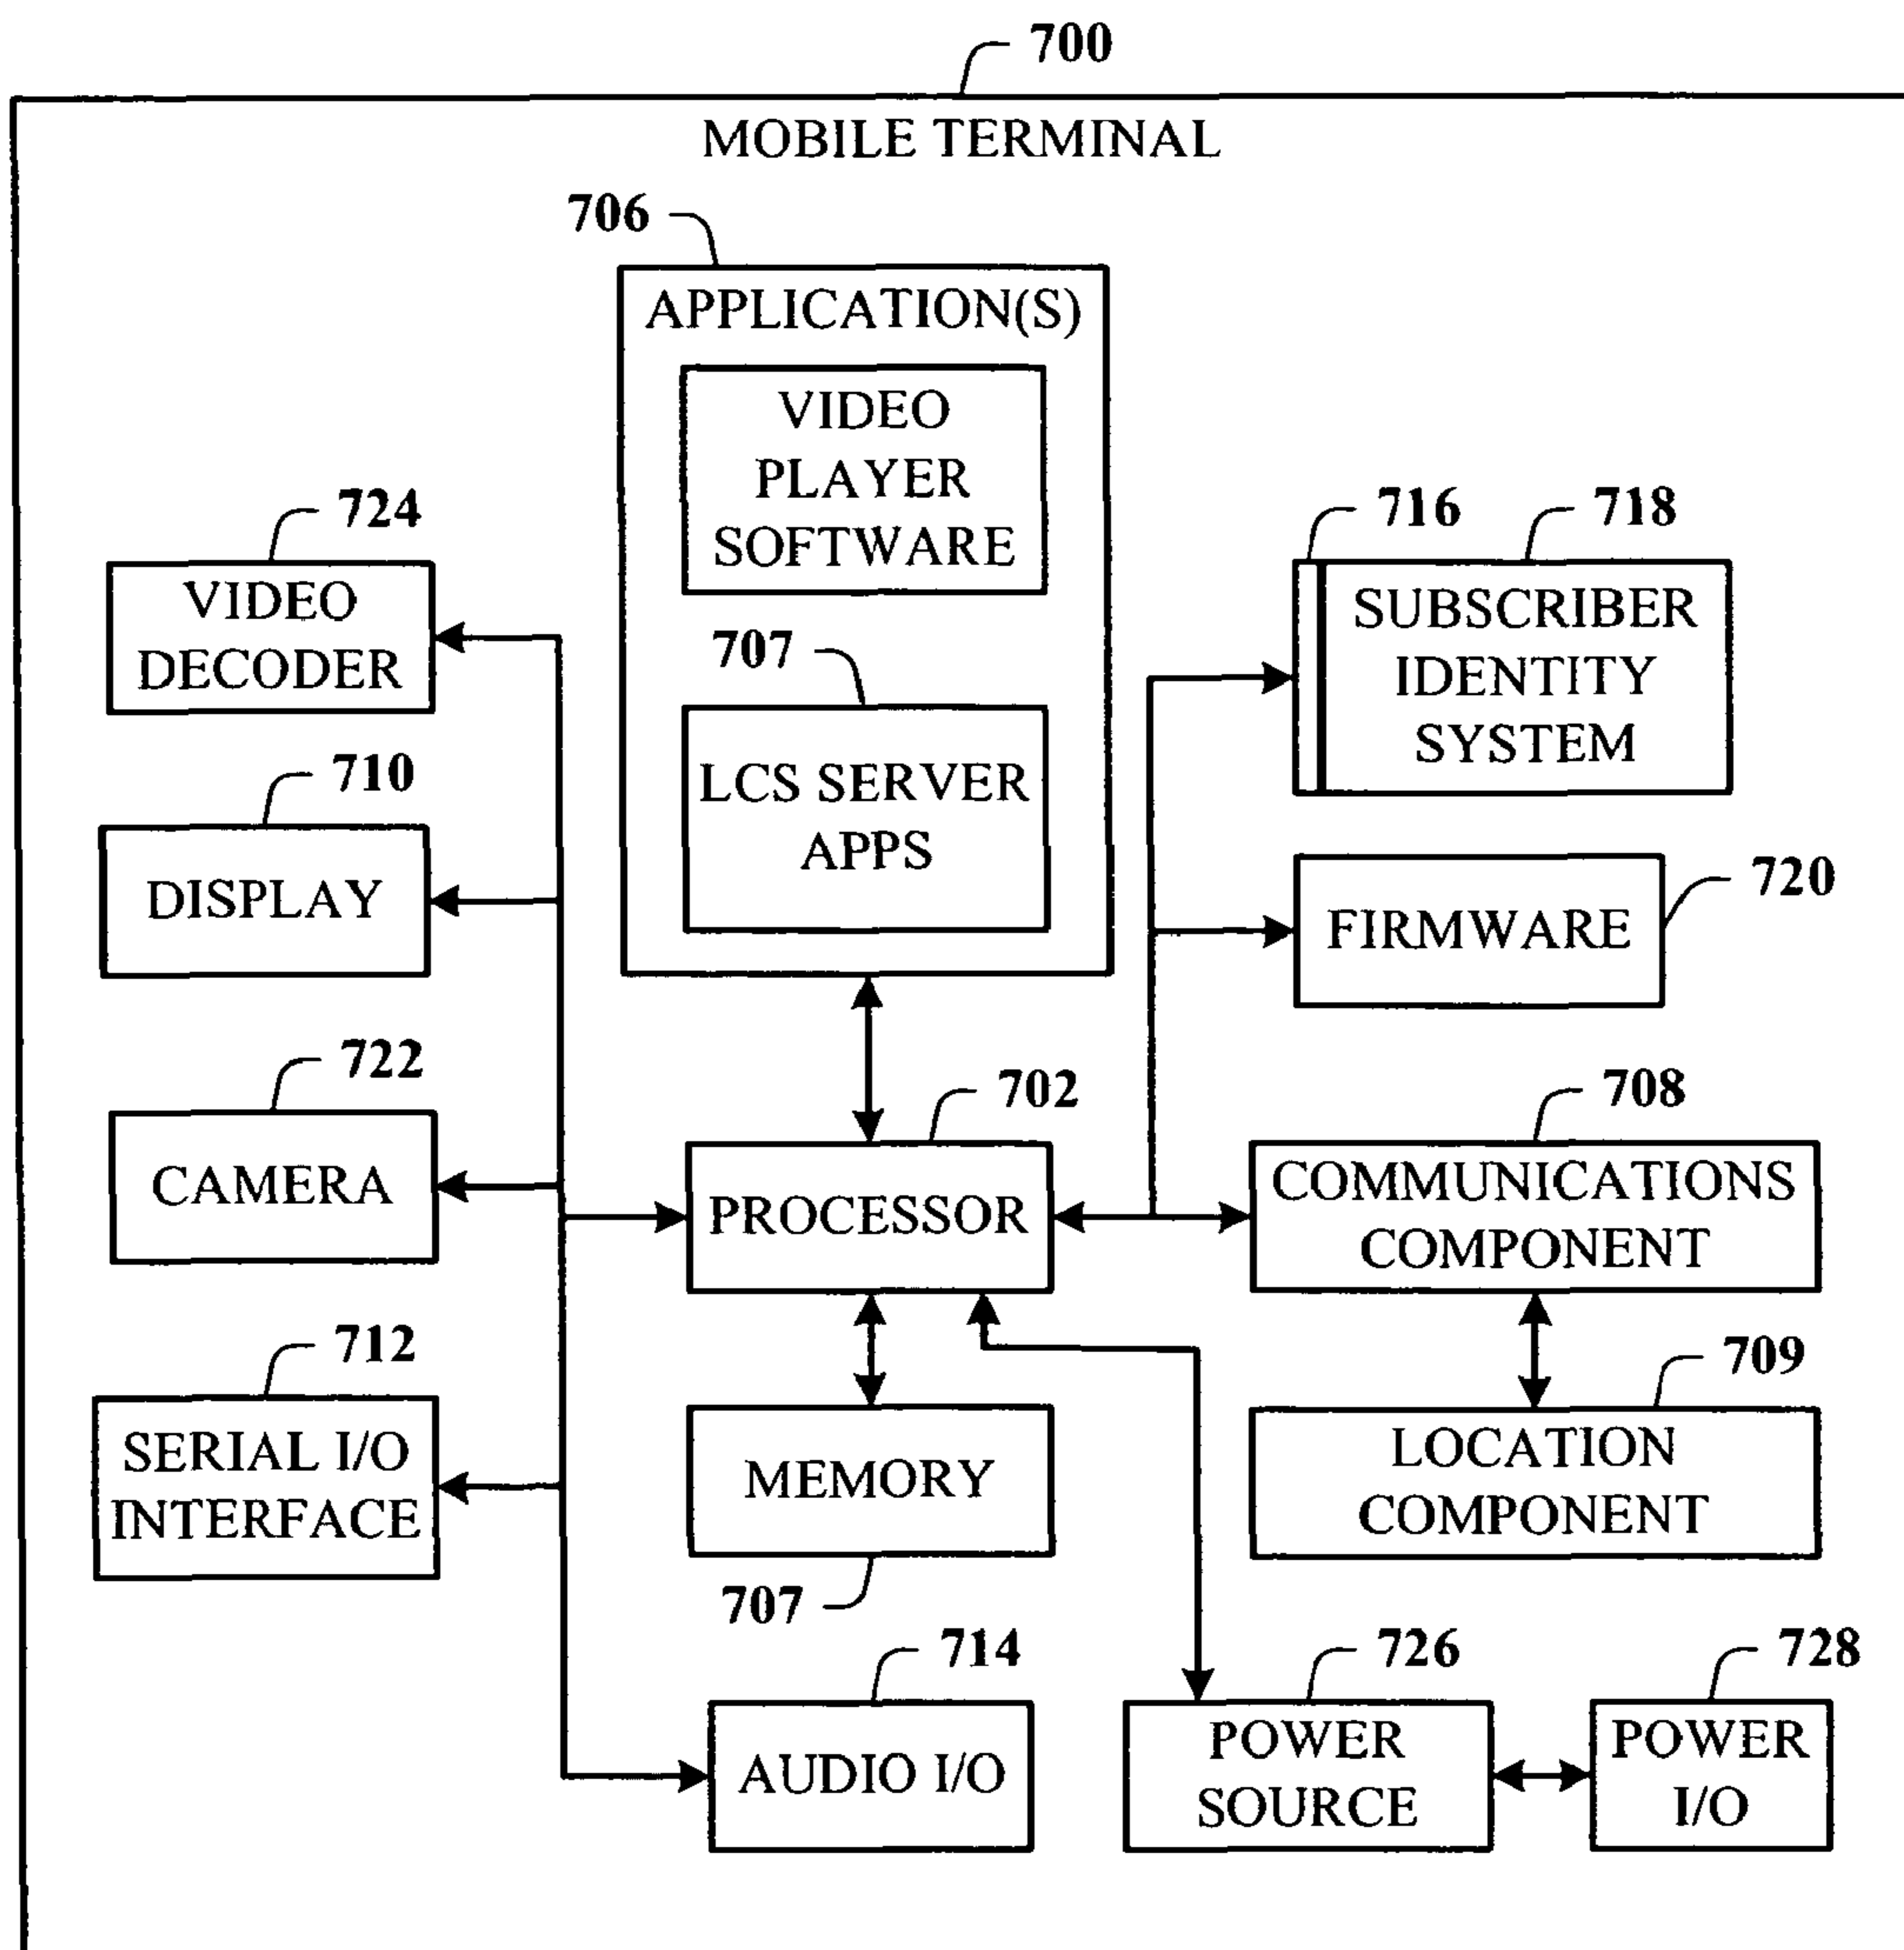 700
MOBILE TERMINAL
706
APPLICATION(S)
VIDEO
PLAYER
SOFTWARE
707
LCS SERVER
APPS
724
VIDEO
DECODER
710
DISPLAY
722
CAMERA
712
SERIAL I/O
INTERFACE
716
718
SUBSCRIBER
IDENTITY
SYSTEM
720
FIRMWARE
702
PROCESSOR
708
COMMUNICATIONS
COMPONENT
709
LOCATION
COMPONENT
MEMORY
707
714
AUDIO I/O
726
POWER
SOURCE
728
POWER
I/O